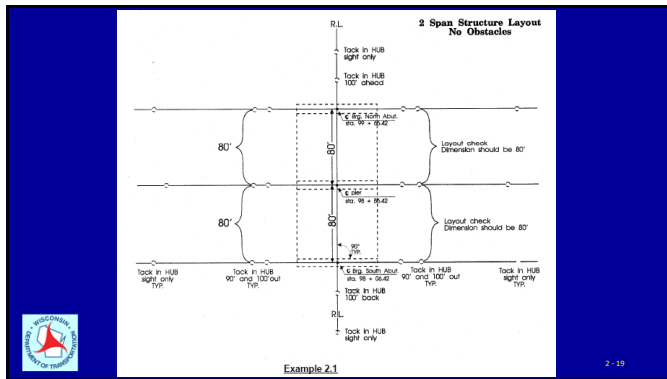 R.L.
2 Span Structure Layout
No Obstacles
Tack in HUB
sight only
Tack in HUB
100' ahead
℄ Brg. North Abut.
sta. 99 + 66.42
80'
80'
Layout check
Dimension should be 80'
℄ pier
sta. 98 + 86.42
80'
80'
Layout check
Dimension should be 80'
90°
TYP.
℄ Brg. South Abut.
sta. 98 + 06.42
Tack in HUB
sight only
TYP.
Tack in HUB
90' and 100' out
TYP.
Tack in HUB
90' and 100' out
TYP.
Tack in HUB
sight only
TYP.
Tack in HUB
100' back
R.L.
Tack in HUB
sight only
Example 2.1
WISCONSIN
DEPARTMENT OF TRANSPORTATION
2 - 19